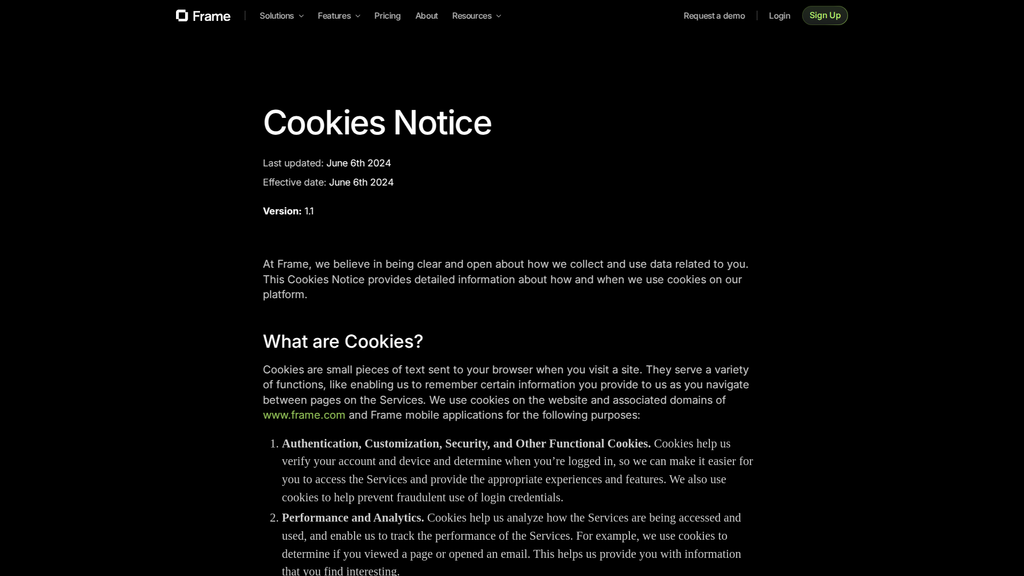 Frame
Solutions
Features
Pricing
About
Resources
Request a demo
Login
Sign Up
Cookies Notice
Last updated: June 6th 2024
Effective date: June 6th 2024
Version: 1.1
At Frame, we believe in being clear and open about how we collect and use data related to you.
This Cookies Notice provides detailed information about how and when we use cookies on our
platform.
What are Cookies?
Cookies are small pieces of text sent to your browser when you visit a site. They serve a variety
of functions, like enabling us to remember certain information you provide to us as you navigate
between pages on the Services. We use cookies on the website and associated domains of
www.frame.com and Frame mobile applications for the following purposes:
1. Authentication, Customization, Security, and Other Functional Cookies. Cookies help us
verify your account and device and determine when you’re logged in, so we can make it easier for
you to access the Services and provide the appropriate experiences and features. We also use
cookies to help prevent fraudulent use of login credentials.
2. Performance and Analytics. Cookies help us analyze how the Services are being accessed and
used, and enable us to track the performance of the Services. For example, we use cookies to
determine if you viewed a page or opened an email. This helps us provide you with information
that you find interesting.